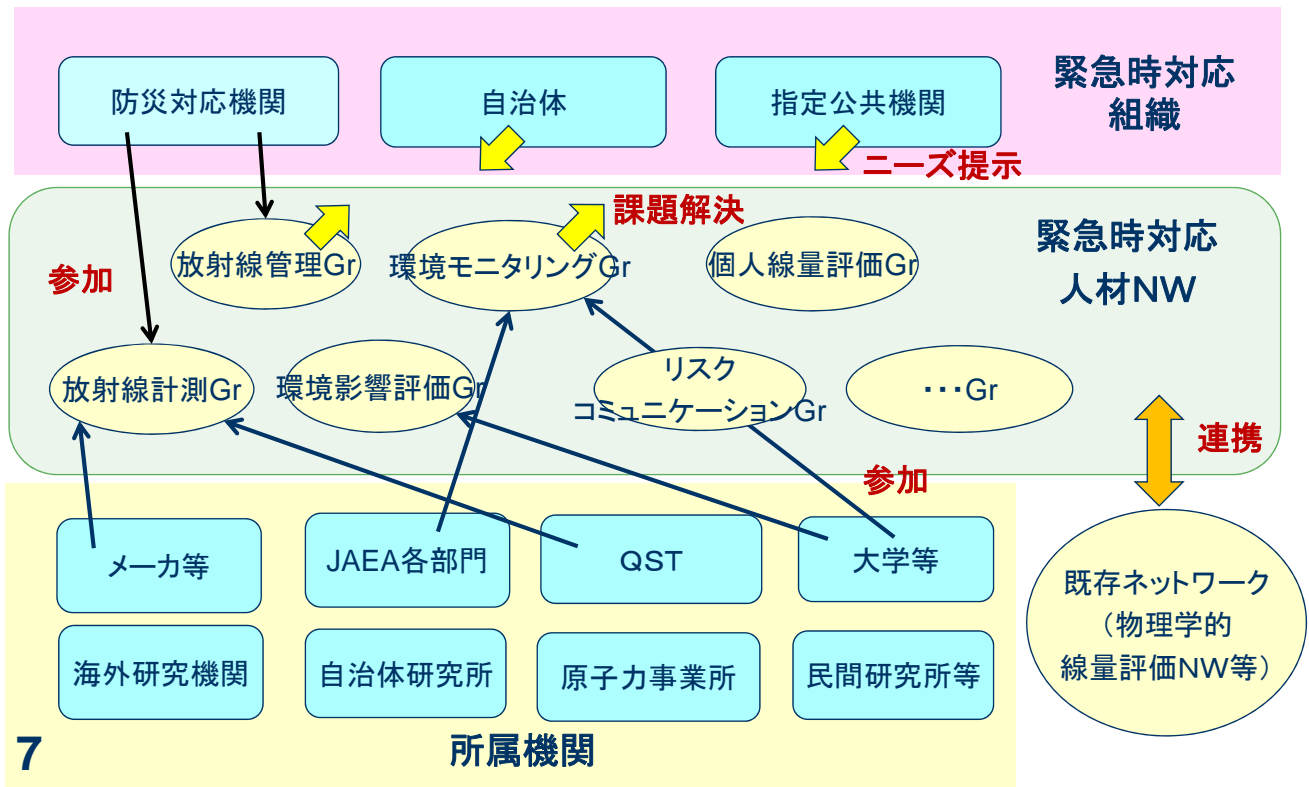 防災対応機関
自治体
指定公共機関
緊急時対応
組織
ニーズ提示
課題解決
参加
放射線管理Gr
環境モニタリングGr
個人線量評価Gr
緊急時対応
人材NW
放射線計測Gr
環境影響評価Gr
リスク
コミュニケーションGr
・・・Gr
連携
参加
メーカ等
JAEA各部門
QST
大学等
海外研究機関
自治体研究所
原子力事業所
民間研究所等
既存ネットワーク
（物理学的
線量評価NW等）
所属機関
7